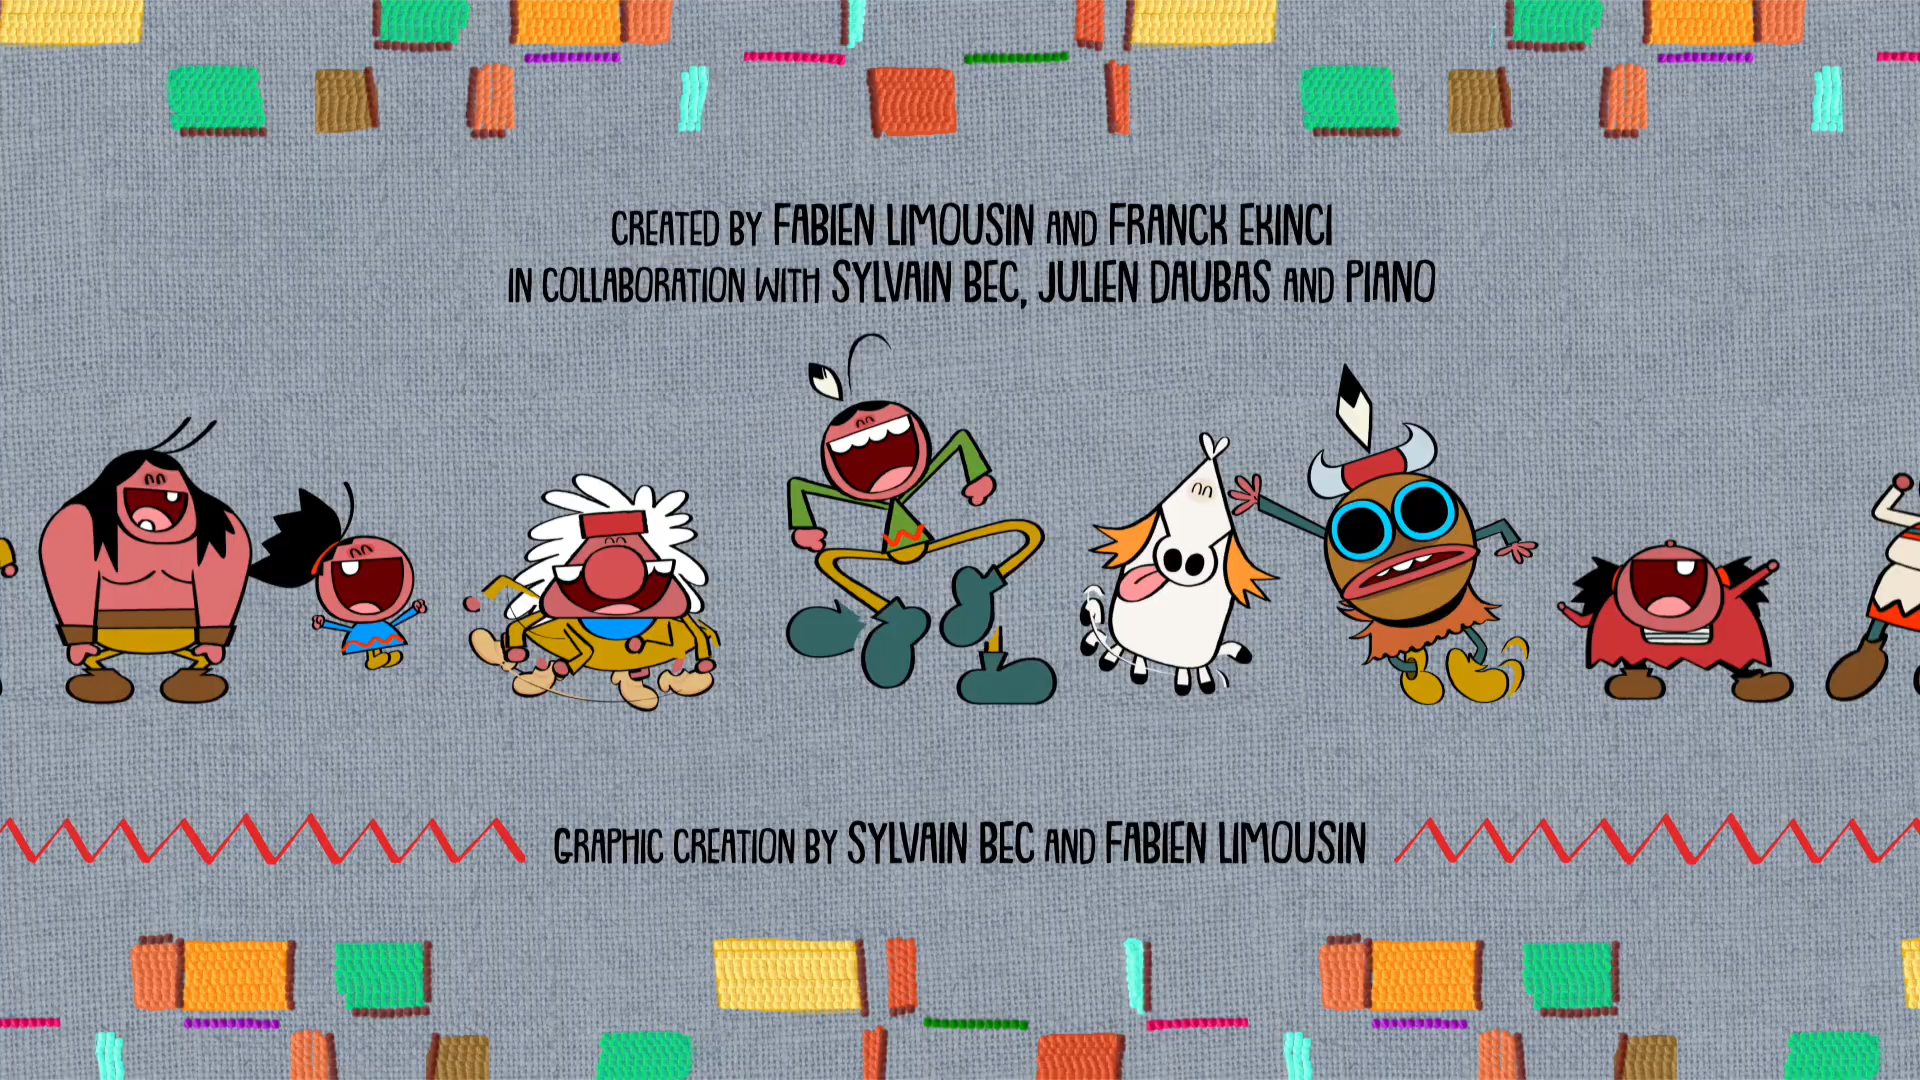 CREATED BY FABIEN LIMOUSIN AND FRANCK EKINCI
IN COLLABORATION WITH SYLVAIN BEC, JULIEN DAUBAS AND PIANO
GRAPHIC CREATION BY SYLVAIN BEC AND FABIEN LIMOUSIN